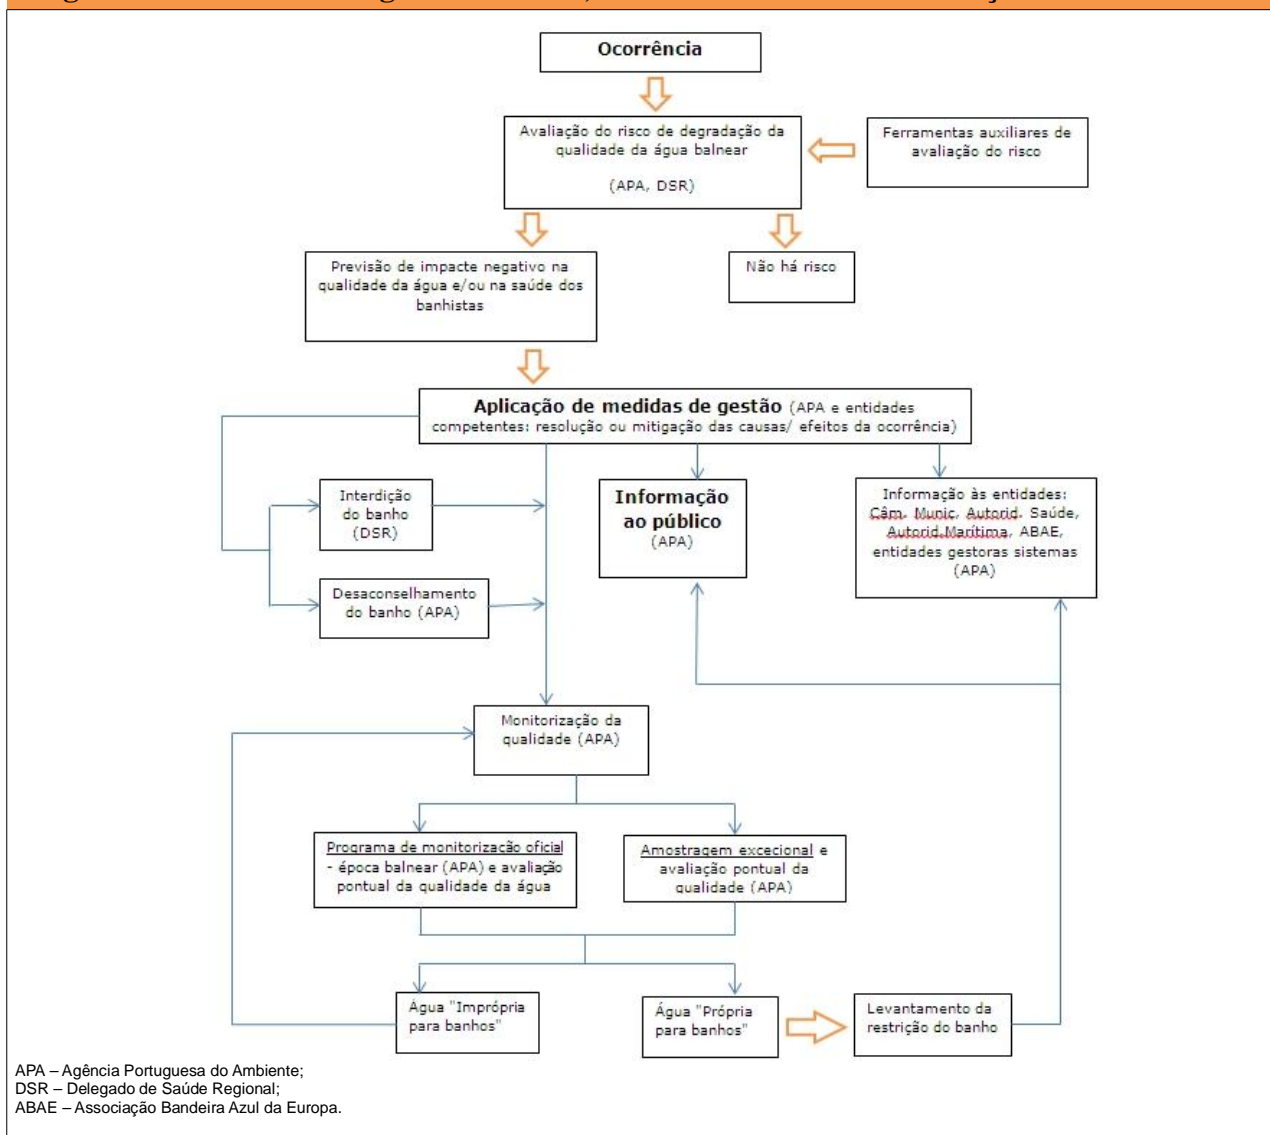 Ocorrência
Avaliação do risco de degradação da
qualidade da água balnear
(APA, DSR)
Ferramentas auxiliares de
avaliação do risco
Previsão de impacte negativo na
qualidade da água e/ou na saúde dos
banhistas
Não há risco
Aplicação de medidas de gestão (APA e entidades
competentes: resolução ou mitigação das causas/ efeitos da ocorrência)
Interdição
do banho
(DSR)
Informação
ao público
(APA)
Informação às entidades:
Câm. Munic, Autorid. Saúde,
Autorid.Marítima, ABAE,
entidades gestoras sistemas
(APA)
Desaconselhamento
do banho (APA)
Monitorização da
qualidade (APA)
Programa de monitorização oficial
- época balnear (APA) e avaliação
pontual da qualidade da água
Amostragem excecional e
avaliação pontual da
qualidade (APA)
Água "Imprópria
para banhos"
Água "Própria
para banhos"
Levantamento da
restrição do banho
APA – Agência Portuguesa do Ambiente;
DSR – Delegado de Saúde Regional;
ABAE – Associação Bandeira Azul da Europa.